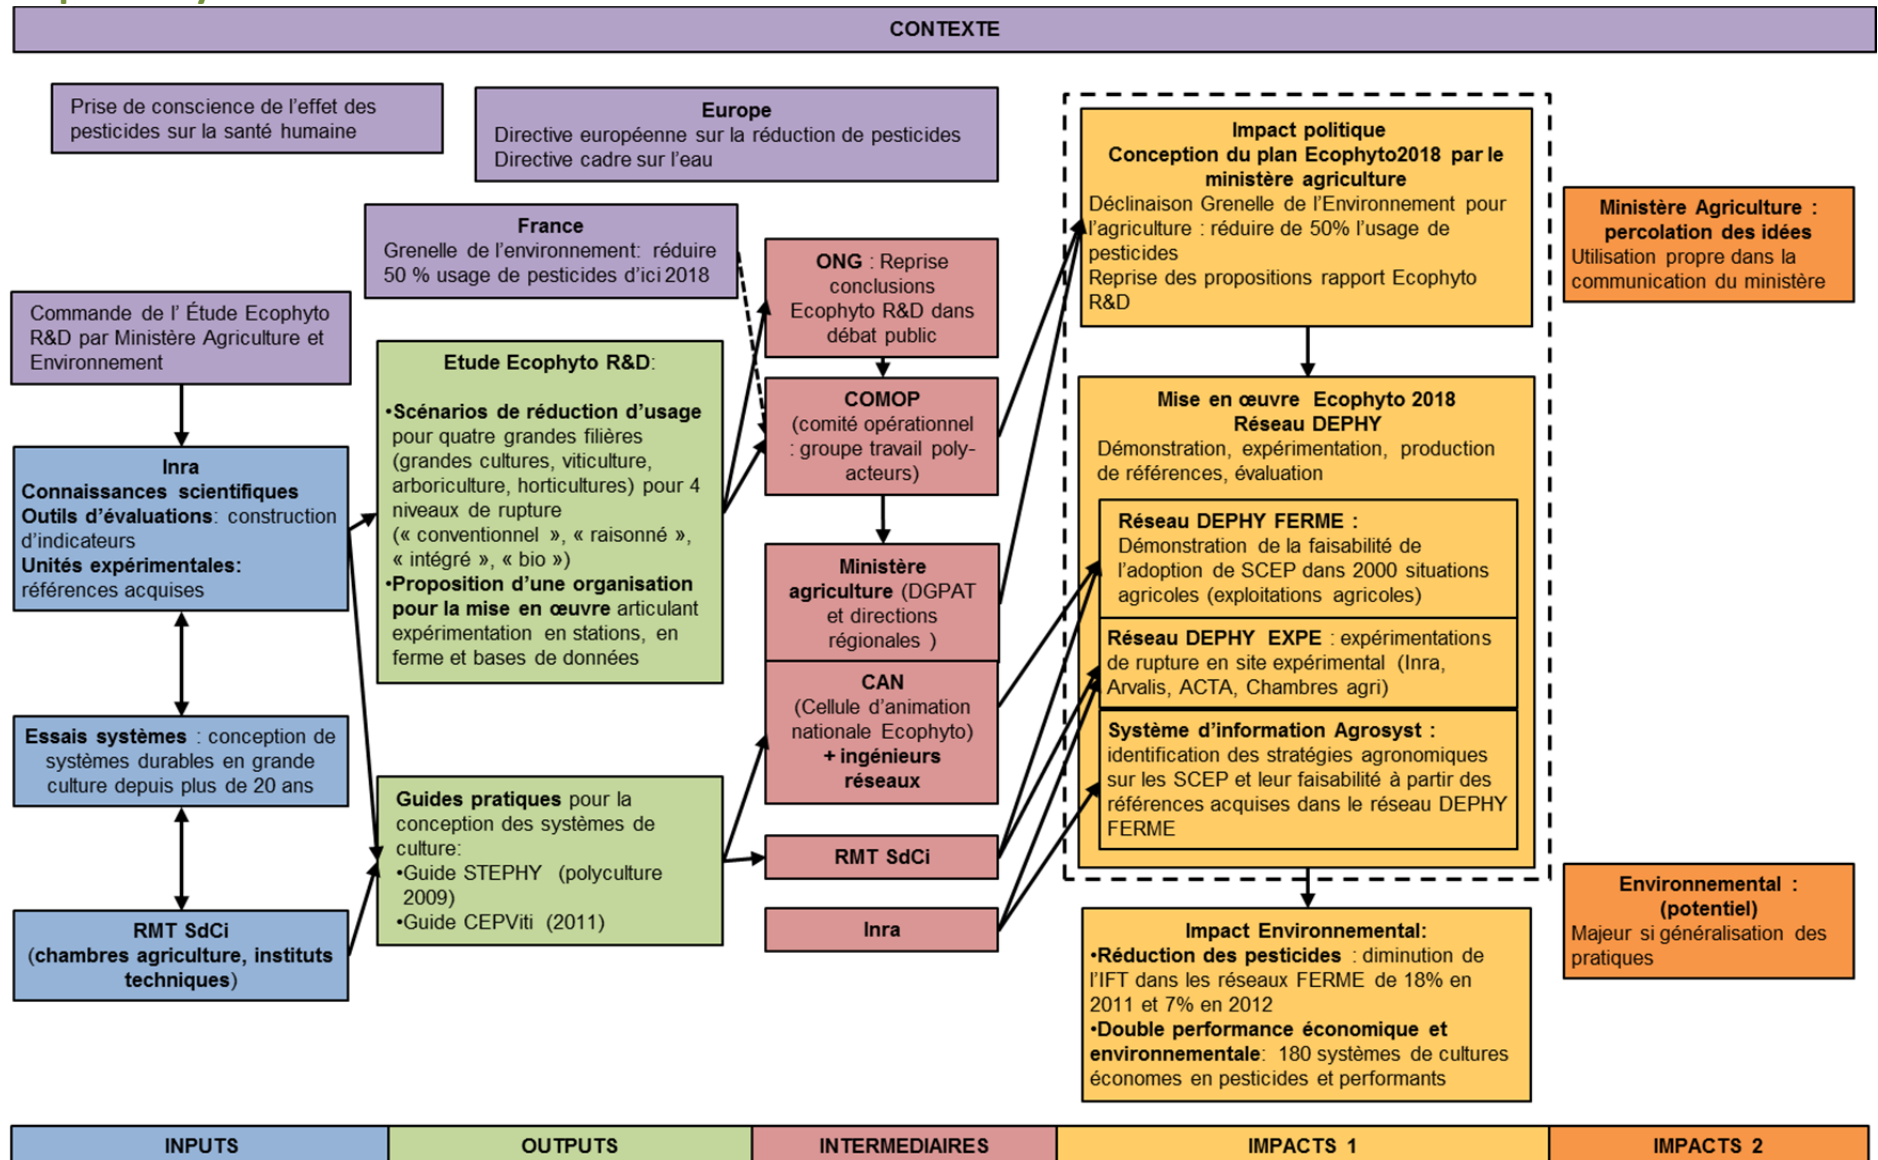 CONTEXTE
Prise de conscience de l'effet des
pesticides sur la santé humaine
Europe
Directive européenne sur la réduction de pesticides
Directive cadre sur l'eau
France
Grenelle de l'environnement: réduire
50 % usage de pesticides d'ici 2018
Commande de l' Étude Ecophyto
R&D par Ministère Agriculture et
Environnement
Inra
Connaissances scientifiques
Outils d'évaluations: construction
d'indicateurs
Unités expérimentales:
références acquises
Essais systèmes : conception de
systèmes durables en grande
culture depuis plus de 20 ans
RMT SdCi
(chambres agriculture, instituts
techniques)
Etude Ecophyto R&D:
•Scénarios de réduction d'usage
pour quatre grandes filières
(grandes cultures, viticulture,
arboriculture, horticultures) pour 4
niveaux de rupture
(« conventionnel », « raisonné »,
« intégré », « bio »)
•Proposition d'une organisation
pour la mise en œuvre articulant
expérimentation en stations, en
ferme et bases de données
Guides pratiques pour la
conception des systèmes de
culture:
•Guide STEPHY (polyculture
2009)
•Guide CEPViti (2011)
ONG : Reprise
conclusions
Ecophyto R&D dans
débat public
COMOP
(comité opérationnel
: groupe travail poly-
acteurs)
Ministère
agriculture (DGPAT
et directions
régionales )
CAN
(Cellule d'animation
nationale Ecophyto)
+ ingénieurs
réseaux
RMT SdCi
Inra
Impact politique
Conception du plan Ecophyto2018 par le
ministère agriculture
Déclinaison Grenelle de l'Environnement pour
l'agriculture : réduire de 50% l'usage de
pesticides
Reprise des propositions rapport Ecophyto
R&D
Mise en œuvre Ecophyto 2018
Réseau DEPHY
Démonstration, expérimentation, production
de références, évaluation
Réseau DEPHY FERME :
Démonstration de la faisabilité de
l'adoption de SCEP dans 2000 situations
agricoles (exploitations agricoles)
Réseau DEPHY EXPE : expérimentations
de rupture en site expérimental (Inra,
Arvalis, ACTA, Chambres agri)
Système d'information Agrosyst :
identification des stratégies agronomiques
sur les SCEP et leur faisabilité à partir des
références acquises dans le réseau DEPHY
FERME
Impact Environnemental:
•Réduction des pesticides : diminution de
l'IFT dans les réseaux FERME de 18% en
2011 et 7% en 2012
•Double performance économique et
environnementale: 180 systèmes de cultures
économes en pesticides et performants
Ministère Agriculture :
percolation des idées
Utilisation propre dans la
communication du ministère
Environnemental :
(potentiel)
Majeur si généralisation des
pratiques
INPUTS
OUTPUTS
INTERMEDIAIRES
IMPACTS 1
IMPACTS 2